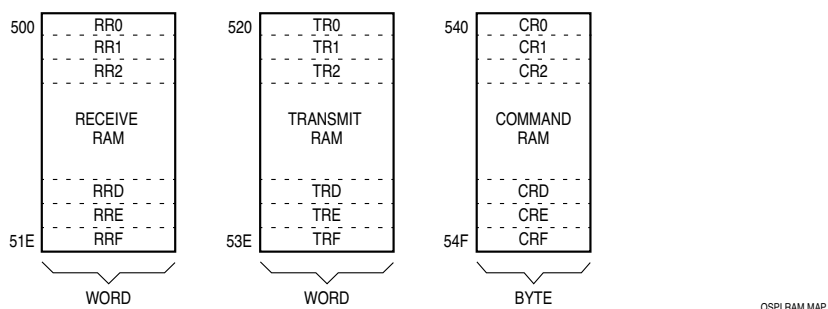 500
RR0
RR1
RR2
RECEIVE
RAM
RRD
RRE
51E
RRF
WORD
520
TR0
TR1
TR2
TRANSMIT
RAM
TRD
TRE
53E
TRF
WORD
540
CR0
CR1
CR2
COMMAND
RAM
CRD
CRE
54F
CRF
BYTE
QSPI RAM MAP